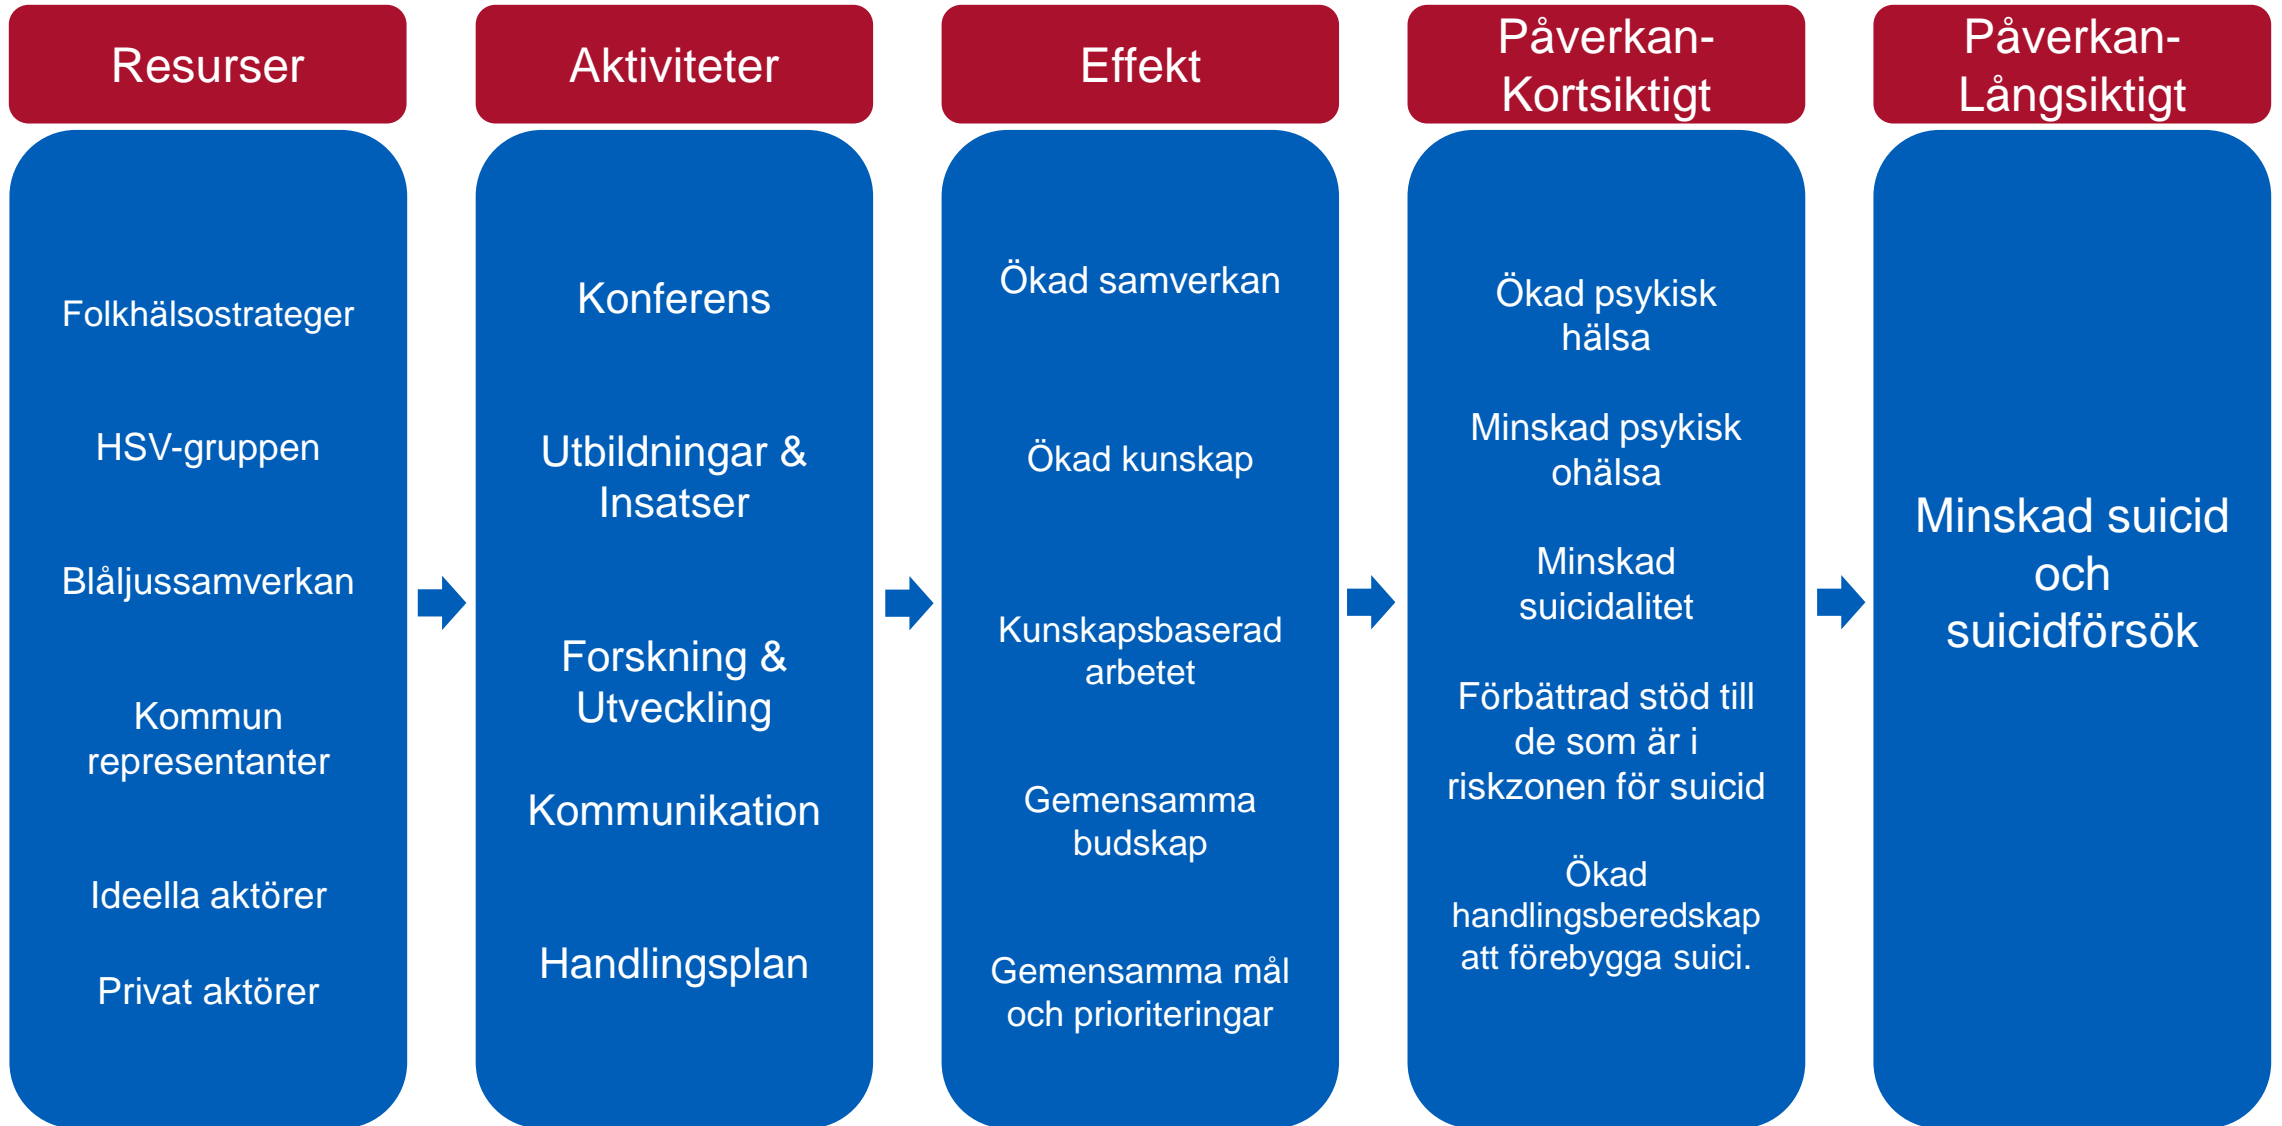 Resurser
Folkhälsostrateger
HSV-gruppen
Blåljussamverkan
Kommun
representanter
Ideella aktörer
Privat aktörer
Aktiviteter
Konferens
Utbildningar &
Insatser
Forskning &
Utveckling
Kommunikation
Handlingsplan
Effekt
Ökad samverkan
Ökad kunskap
Kunskapsbaserad
arbetet
Gemensamma
budskap
Gemensamma mål
och prioriteringar
Påverkan-
Kortsiktigt
Ökad psykisk
hälsa
Minskad psykisk
ohälsa
Minskad
suicidalitet
Förbättrad stöd till
de som är i
riskzonen för suicid
Ökad
handlingsberedskap
att förebygga suici.
Påverkan-
Långsiktigt
Minskad suicid
och
suicidförsök